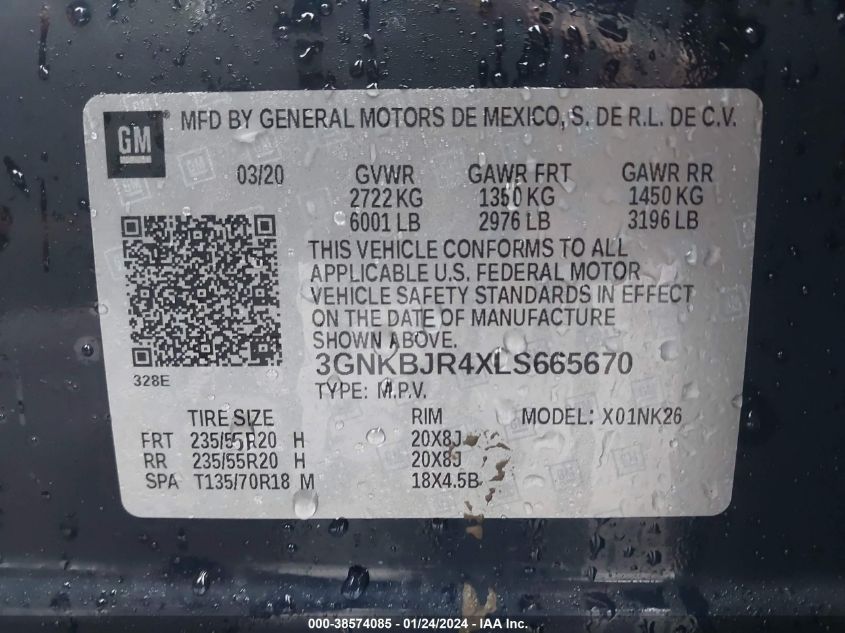 GM MFD BY GENERAL MOTORS DE MEXICO, S. DE R.L. DE C.V.
03/20 GVWR GAWR FRT GAWR RR
2722 KG 1350 KG 1450 KG
6001 LB 2976 LB 3196 LB
THIS VEHICLE CONFORMS TO ALL
APPLICABLE U.S. FEDERAL MOTOR
VEHICLE SAFETY STANDARDS IN EFFECT
ON THE DATE OF MANUFACTURE
SHOWN ABOVE.
3GNKBJR4XLS665670
328E
TYPE: M.P.V.
TIRE SIZE RIM MODEL: X01NK26
FRT 235/55R20 H 20X8J
RR 235/55R20 H 20X8J
SPA T135/70R18 M 18X4.5B
000-38574085 / 01/24/2024 - IAA, Inc.